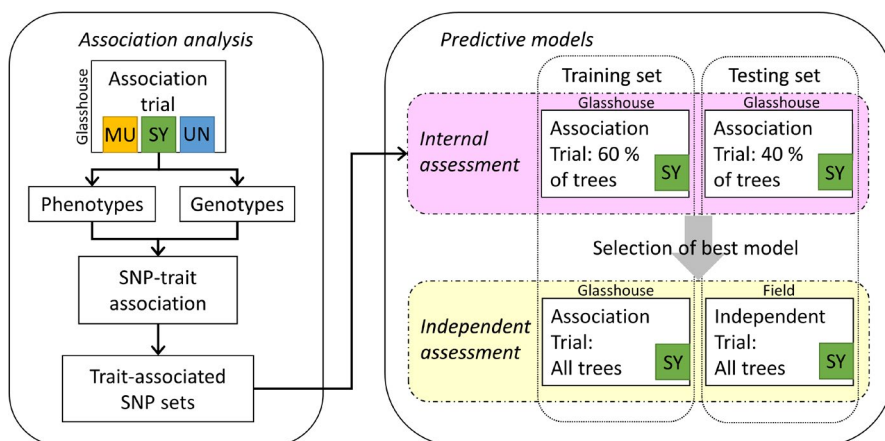 Association analysis
Glasshouse
Association
trial
MU SY UN
Phenotypes
Genotypes
SNP-trait
association
Trait-associated
SNP sets
Predictive models
Training set
Testing set
Internal
assessment
Glasshouse
Association
Trial: 60 %
of trees
SY
Glasshouse
Association
Trial: 40 %
of trees
SY
Selection of best model
Independent
assessment
Glasshouse
Association
Trial:
All trees
SY
Field
Independent
Trial:
All trees
SY